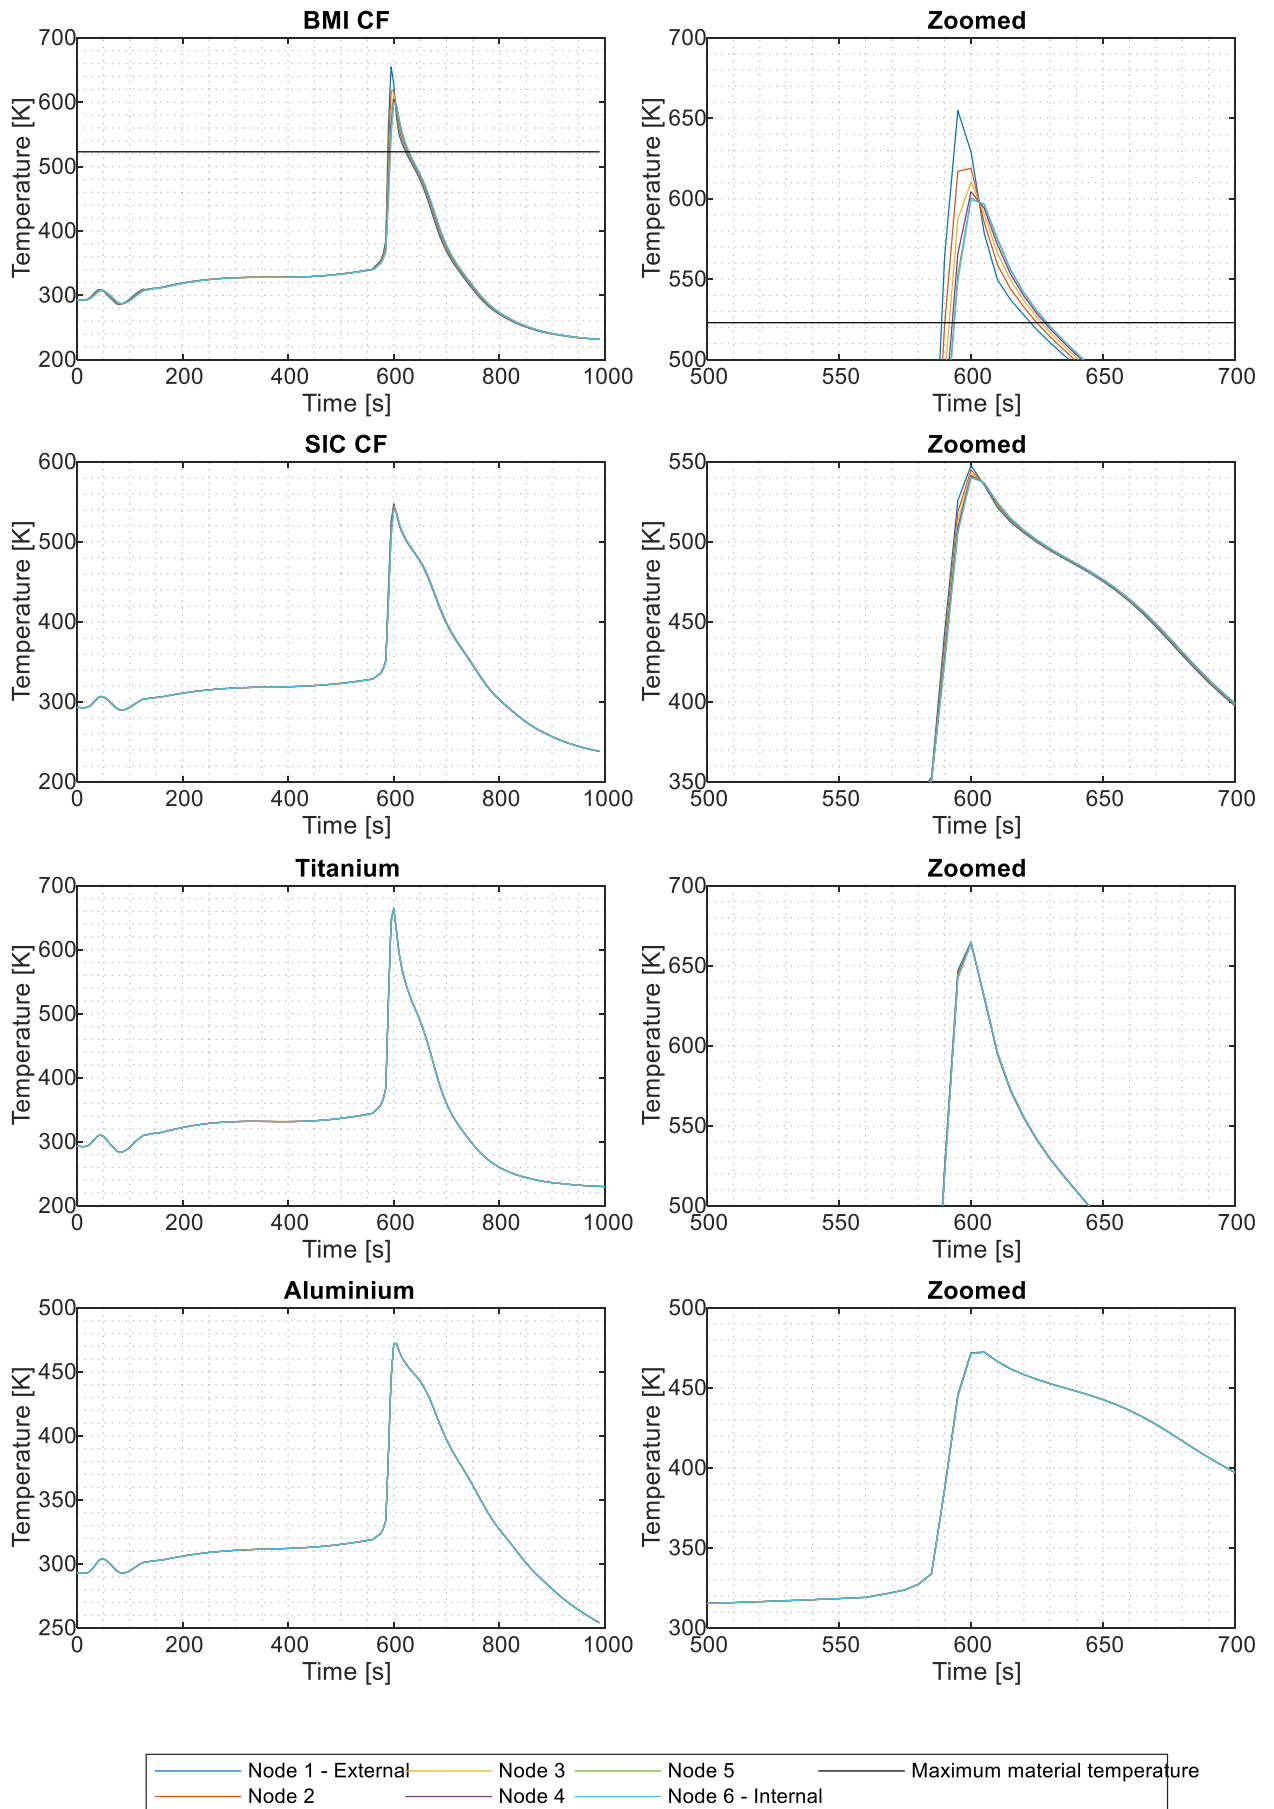 BMI CF
Zoomed
700
600
500
400
300
200
Temperature [K]
0 200 400 600 800 1000
Time [s]
700
650
600
550
500
Temperature [K]
500 550 600 650 700
Time [s]
SIC CF
Zoomed
600
500
400
300
200
Temperature [K]
0 200 400 600 800 1000
Time [s]
550
500
450
400
350
Temperature [K]
500 550 600 650 700
Time [s]
Titanium
Zoomed
700
600
500
400
300
200
Temperature [K]
0 200 400 600 800 1000
Time [s]
700
650
600
550
500
Temperature [K]
500 550 600 650 700
Time [s]
Aluminium
Zoomed
500
450
400
350
300
250
Temperature [K]
0 200 400 600 800 1000
Time [s]
500
450
400
350
300
Temperature [K]
500 550 600 650 700
Time [s]
Node 1 - External Node 3 Node 5 Maximum material temperature
Node 2 Node 4 Node 6 - Internal